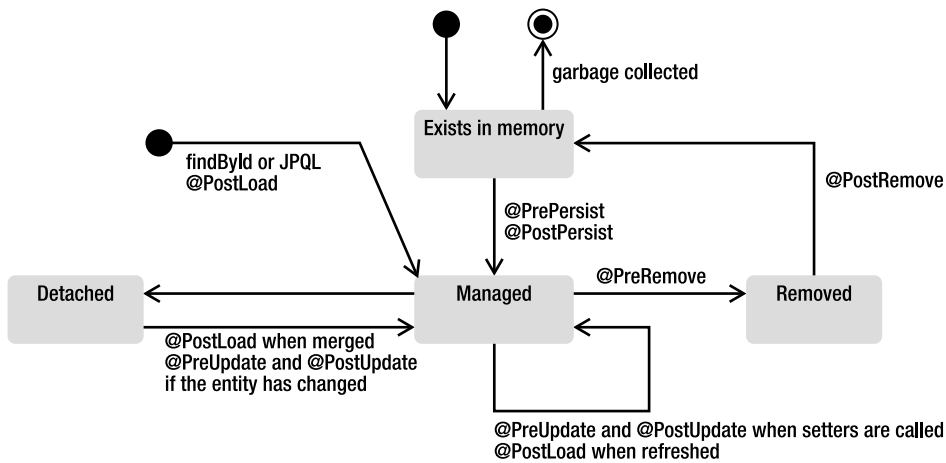 garbage collected
Exists in memory
findById or JPQL
@PostLoad
@PostRemove
@PrePersist
@PostPersist
Detached
Managed
@PreRemove
Removed
@PostLoad when merged
@PreUpdate and @PostUpdate
if the entity has changed
@PreUpdate and @PostUpdate when setters are called
@PostLoad when refreshed